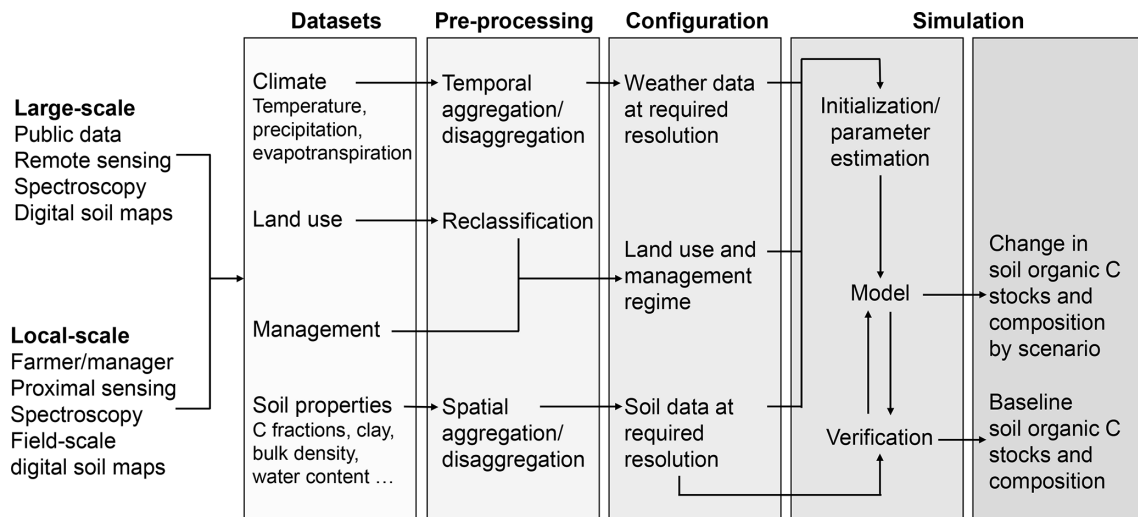 Datasets
Pre-processing
Configuration
Simulation
Large-scale
Public data
Remote sensing
Spectroscopy
Digital soil maps
Local-scale
Farmer/manager
Proximal sensing
Spectroscopy
Field-scale
digital soil maps
Climate
Temperature,
precipitation,
evapotranspiration
Land use
Management
Soil properties
C fractions, clay,
bulk density,
water content ...
Temporal
aggregation/
disaggregation
Reclassification
Spatial
aggregation/
disaggregation
Weather data
at required
resolution
Land use and
management
regime
Soil data at
required
resolution
Initialization/
parameter
estimation
Model
Verification
Change in
soil organic C
stocks and
composition
by scenario
Baseline
soil organic C
stocks and
composition